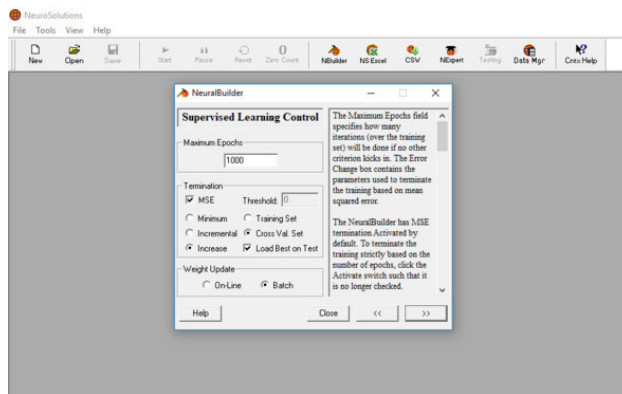 NeuroSolutions
File Tools View Help
New Open Save Start Pause Reset Zero Count NBuilder NS Excel CSV NExpert Testing Data Mgr Cntx Help
NeuralBuilder
Supervised Learning Control
Maximum Epochs
1000
Termination
MSE Threshold: 0
Minimum Training Set
Incremental Cross Val. Set
Increase Load Best on Test
Weight Update
On-Line Batch
The Maximum Epochs field
specifies how many
iterations (over the training
set) will be done if no other
criterion kicks in. The Error
Change box contains the
parameters used to terminate
the training based on mean
squared error.
The NeuralBuilder has MSE
termination Activated by
default. To terminate the
training strictly based on the
number of epochs, click the
Activate switch such that it
is no longer checked.
Help Close << >>